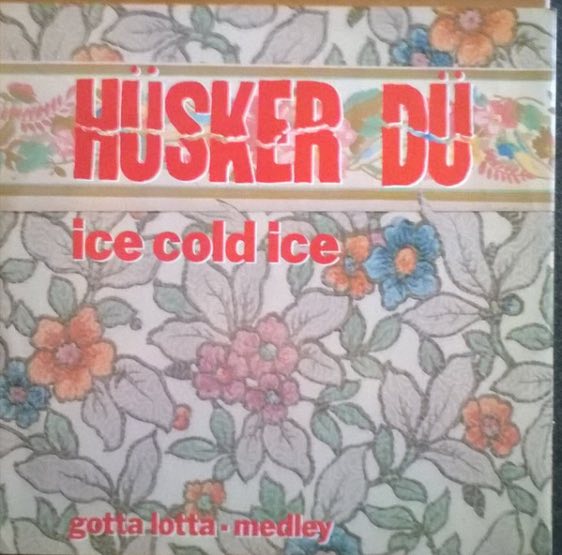 HÜSKER DÜ
ice cold ice
gotta lotta • medley